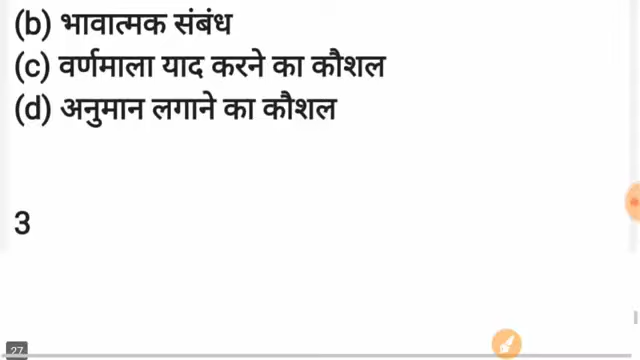 (b) भावात्मक संबंध
(c) वर्णमाला याद करने का कौशल
(d) अनुमान लगाने का कौशल
3
27